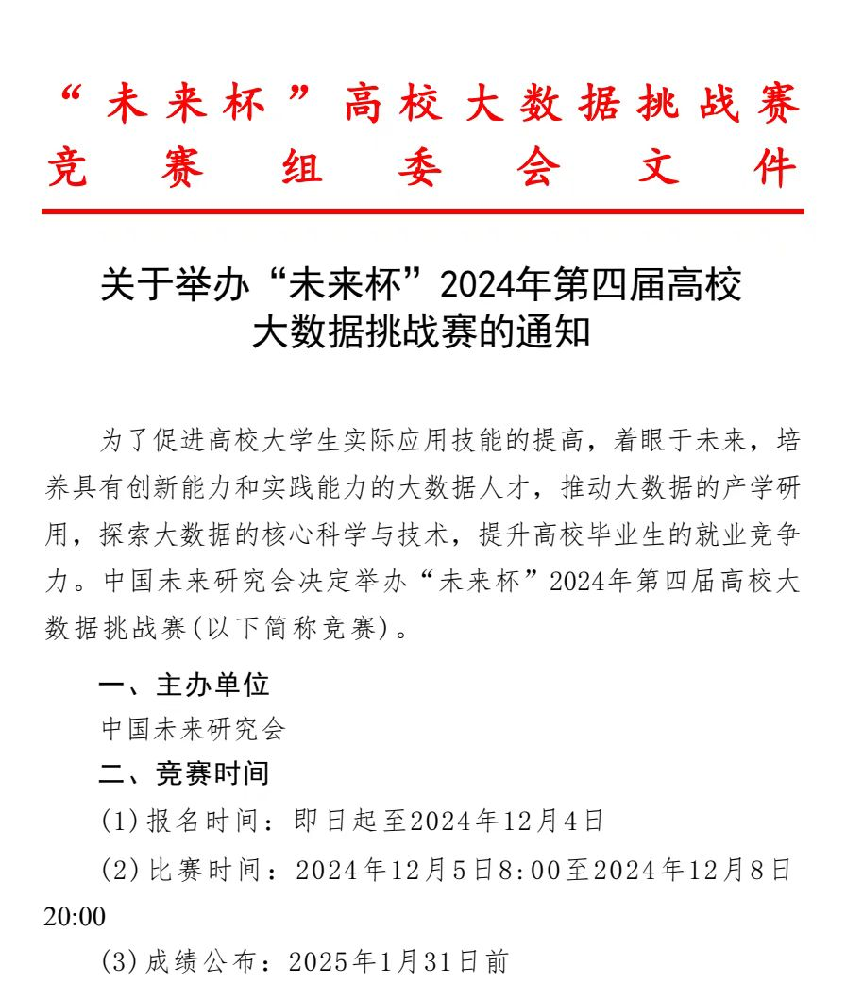 “未来杯”高校大数据挑战赛
竞赛组委会文件
关于举办“未来杯”2024年第四届高校
大数据挑战赛的通知
为了促进高校大学生实际应用技能的提高，着眼于未来，培
养具有创新能力和实践能力的大数据人才，推动大数据的产学研
用，探索大数据的核心科学与技术，提升高校毕业生的就业竞争
力。中国未来研究会决定举办“未来杯”2024年第四届高校大
数据挑战赛(以下简称竞赛)。
一、主办单位
中国未来研究会
二、竞赛时间
(1)报名时间：即日起至2024年12月4日
(2)比赛时间：2024年12月5日8:00至2024年12月8日
20:00
(3)成绩公布：2025年1月31日前